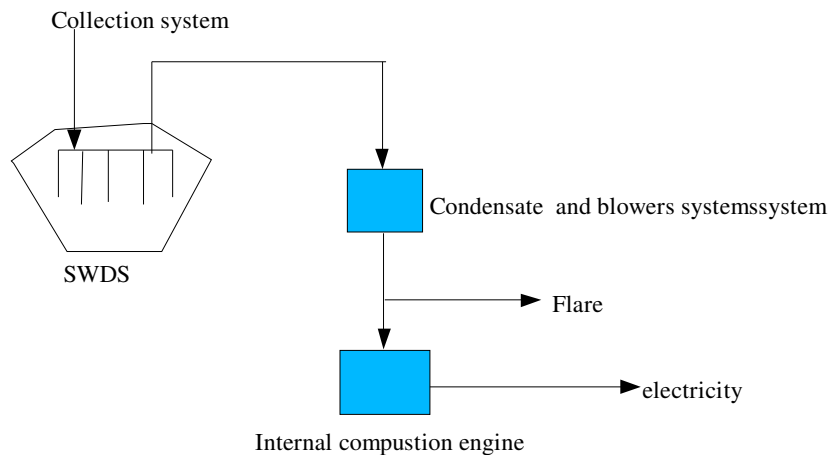 Collection system
Condensate and blowers systemssystem
SWDS
Flare
electricity
Internal compustion engine